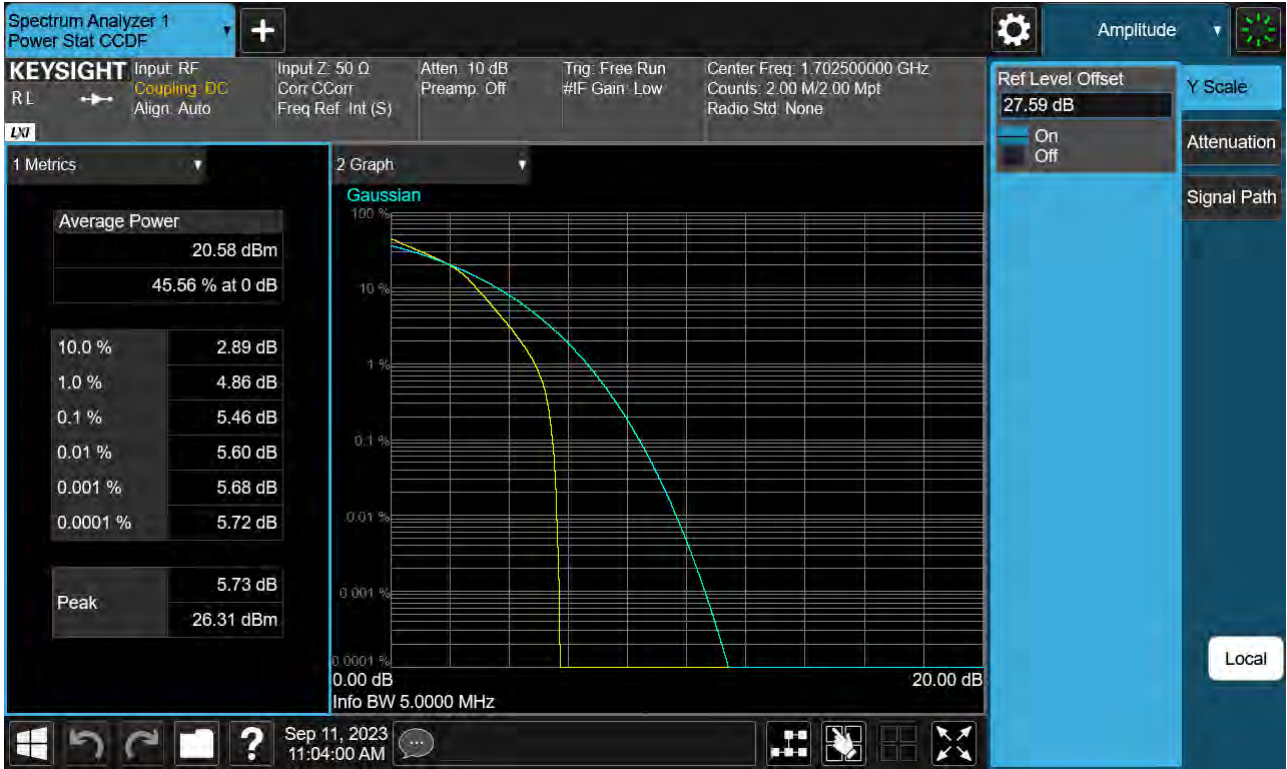 Spectrum Analyzer 1
Power Stat CCDF
Amplitude
KEYSIGHT
RL
LXI
Input: RF
Coupling: DC
Align: Auto
Input Z: 50 Ω
Corr CCorr
Freq Ref: Int (S)
Atten: 10 dB
Preamp: Off
Trig: Free Run
#IF Gain: Low
Center Freq: 1.702500000 GHz
Counts: 2.00 M/2.00 Mpt
Radio Std: None
Ref Level Offset
27.59 dB
On
Off
Y Scale
Attenuation
Signal Path
Local
1 Metrics
Average Power
20.58 dBm
45.56 % at 0 dB
10.0 % 2.89 dB
1.0 % 4.86 dB
0.1 % 5.46 dB
0.01 % 5.60 dB
0.001 % 5.68 dB
0.0001 % 5.72 dB
Peak
5.73 dB
26.31 dBm
2 Graph
Gaussian
100 %
10 %
1 %
0.1 %
0.01 %
0.001 %
0.0001 %
0.00 dB 20.00 dB
Info BW 5.0000 MHz
?
Sep 11, 2023
11:04:00 AM